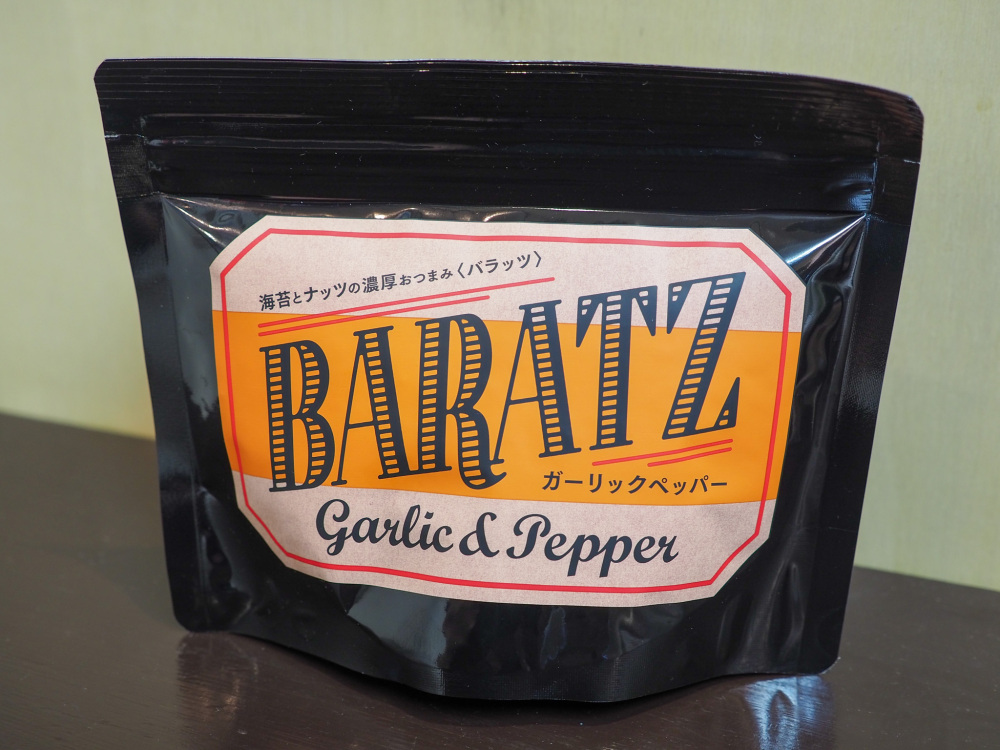 海苔とナッツの濃厚おつまみ〈バラッツ〉
BARATZ
ガーリックペッパー
Garlic & Pepper